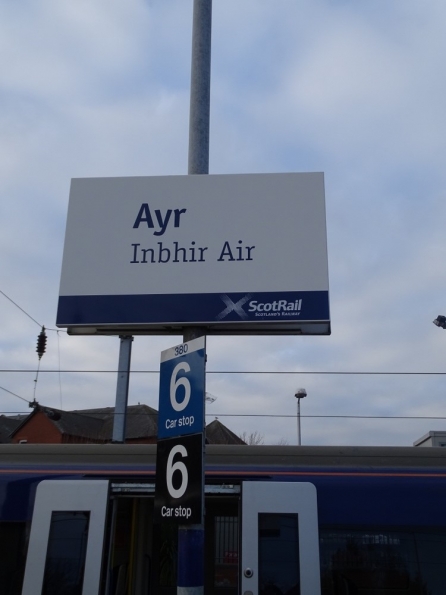 Ayr
Inbhir Air
ScotRail
SCOTLAND'S RAILWAY
380
6
Car stop
6
Car stop